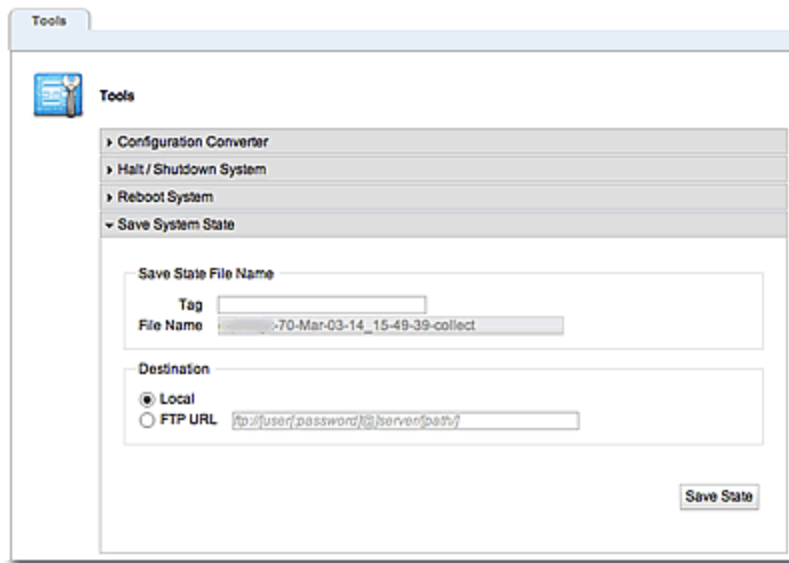 Tools
Tools
Configuration Converter
Halt / Shutdown System
Reboot System
Save System State
Save State File Name
Tag
File Name -70-Mar-03-14_15-49-39-collect
Destination
Local
FTP URL ftp://[user[:password]@]server/[path/]
Save State